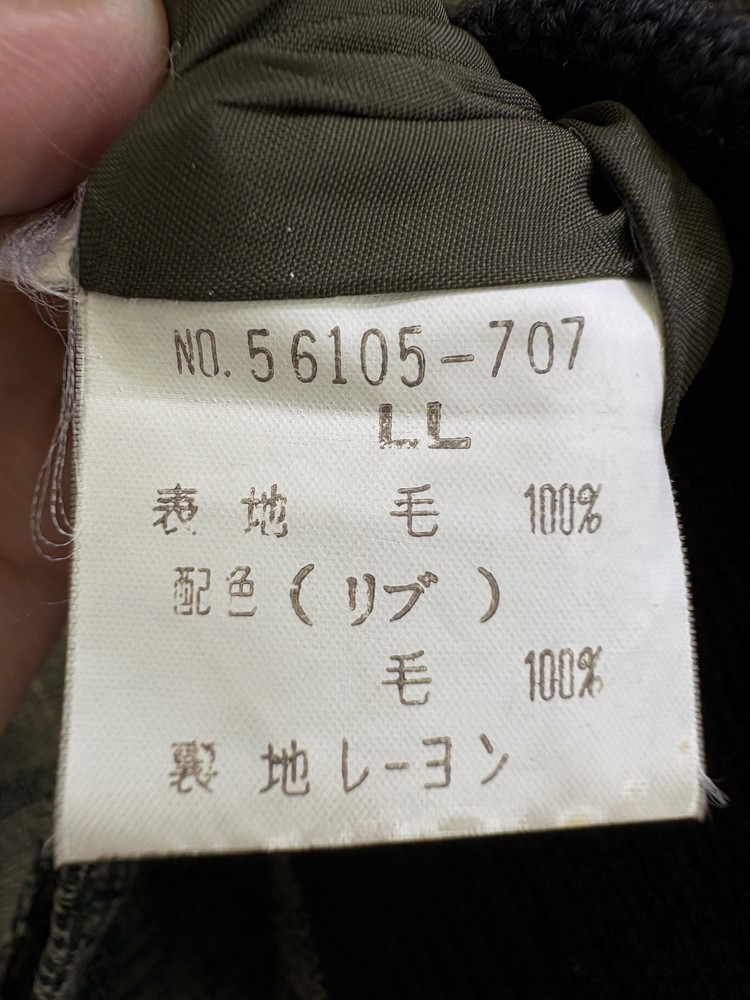 NO.56105-707
LL
表地 毛 100%
配色(リブ)
毛 100%
裏地レーヨン